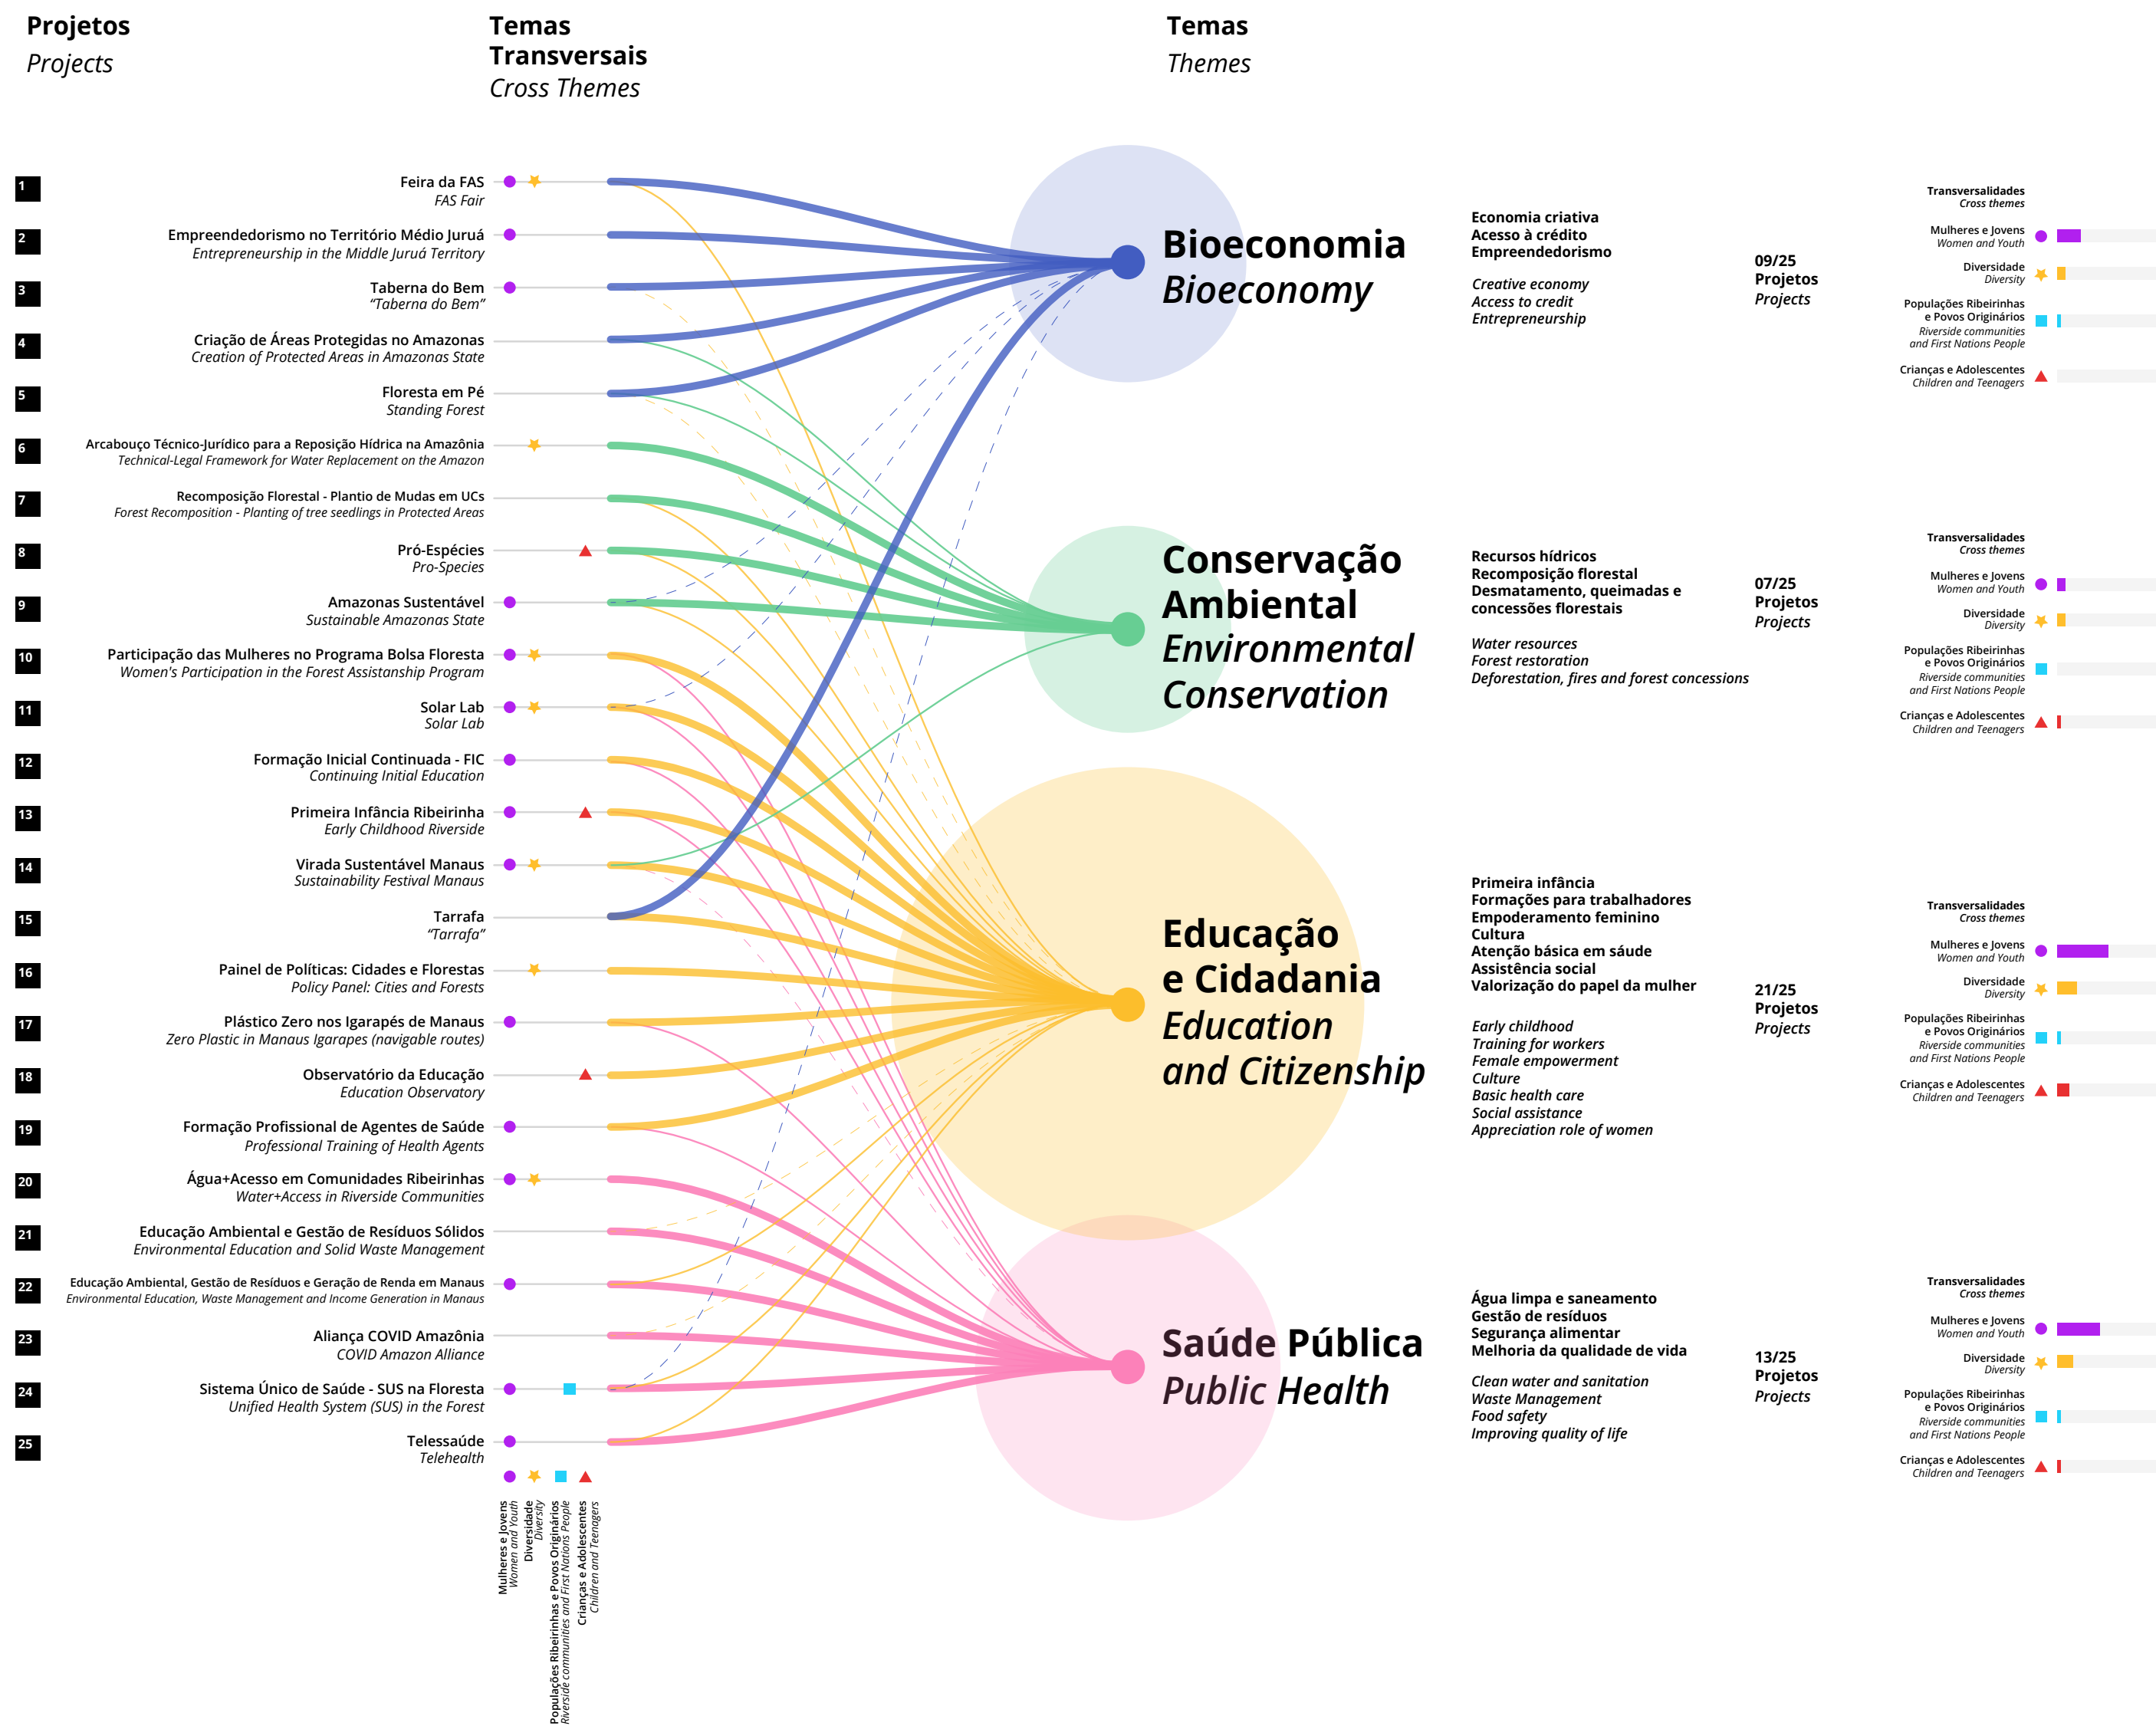 Projetos
Projects
Temas
Transversais
Cross Themes
Temas
Themes
1
Feira da FAS
FAS Fair
2
Empreendedorismo no Território Médio Juruá
Entrepreneurship in the Middle Juruá Territory
3
Taberna do Bem
“Taberna do Bem”
4
Criação de Áreas Protegidas no Amazonas
Creation of Protected Areas in Amazonas State
5
Floresta em Pé
Standing Forest
6
Arcabouço Técnico-Jurídico para a Reposição Hídrica na Amazônia
Technical-Legal Framework for Water Replacement on the Amazon
7
Recomposição Florestal - Plantio de Mudas em UCs
Forest Recomposition - Planting of tree seedlings in Protected Areas
8
Pró-Espécies
Pro-Species
9
Amazonas Sustentável
Sustainable Amazonas State
10
Participação das Mulheres no Programa Bolsa Floresta
Women's Participation in the Forest Assistanship Program
11
Solar Lab
Solar Lab
12
Formação Inicial Continuada - FIC
Continuing Initial Education
13
Primeira Infância Ribeirinha
Early Childhood Riverside
14
Virada Sustentável Manaus
Sustainability Festival Manaus
15
Tarrafa
“Tarrafa”
16
Painel de Políticas: Cidades e Florestas
Policy Panel: Cities and Forests
17
Plástico Zero nos Igarapés de Manaus
Zero Plastic in Manaus Igarapes (navigable routes)
18
Observatório da Educação
Education Observatory
19
Formação Profissional de Agentes de Saúde
Professional Training of Health Agents
20
Água+Acesso em Comunidades Ribeirinhas
Water+Access in Riverside Communities
21
Educação Ambiental e Gestão de Resíduos Sólidos
Environmental Education and Solid Waste Management
22
Educação Ambiental, Gestão de Resíduos e Geração de Renda em Manaus
Environmental Education, Waste Management and Income Generation in Manaus
23
Aliança COVID Amazônia
COVID Amazon Alliance
24
Sistema Único de Saúde - SUS na Floresta
Unified Health System (SUS) in the Forest
25
Telessaúde
Telehealth
Mulheres e Jovens
Women and Youth
Diversidade
Diversity
Populações Ribeirinhas e Povos Originários
Riverside communities and First Nations People
Crianças e Adolescentes
Children and Teenagers
Bioeconomia
Bioeconomy
Economia criativa
Acesso à crédito
Empreendedorismo
Creative economy
Access to credit
Entrepreneurship
09/25
Projetos
Projects
Transversalidades
Cross themes
Mulheres e Jovens
Women and Youth
Diversidade
Diversity
Populações Ribeirinhas
e Povos Originários
Riverside communities
and First Nations People
Crianças e Adolescentes
Children and Teenagers
Conservação
Ambiental
Environmental
Conservation
Recursos hídricos
Recomposição florestal
Desmatamento, queimadas e
concessões florestais
Water resources
Forest restoration
Deforestation, fires and forest concessions
07/25
Projetos
Projects
Transversalidades
Cross themes
Mulheres e Jovens
Women and Youth
Diversidade
Diversity
Populações Ribeirinhas
e Povos Originários
Riverside communities
and First Nations People
Crianças e Adolescentes
Children and Teenagers
Educação
e Cidadania
Education
and Citizenship
Primeira infância
Formações para trabalhadores
Empoderamento feminino
Cultura
Atenção básica em sáude
Assistência social
Valorização do papel da mulher
Early childhood
Training for workers
Female empowerment
Culture
Basic health care
Social assistance
Appreciation role of women
21/25
Projetos
Projects
Transversalidades
Cross themes
Mulheres e Jovens
Women and Youth
Diversidade
Diversity
Populações Ribeirinhas
e Povos Originários
Riverside communities
and First Nations People
Crianças e Adolescentes
Children and Teenagers
Saúde Pública
Public Health
Água limpa e saneamento
Gestão de resíduos
Segurança alimentar
Melhoria da qualidade de vida
Clean water and sanitation
Waste Management
Food safety
Improving quality of life
13/25
Projetos
Projects
Transversalidades
Cross themes
Mulheres e Jovens
Women and Youth
Diversidade
Diversity
Populações Ribeirinhas
e Povos Originários
Riverside communities
and First Nations People
Crianças e Adolescentes
Children and Teenagers